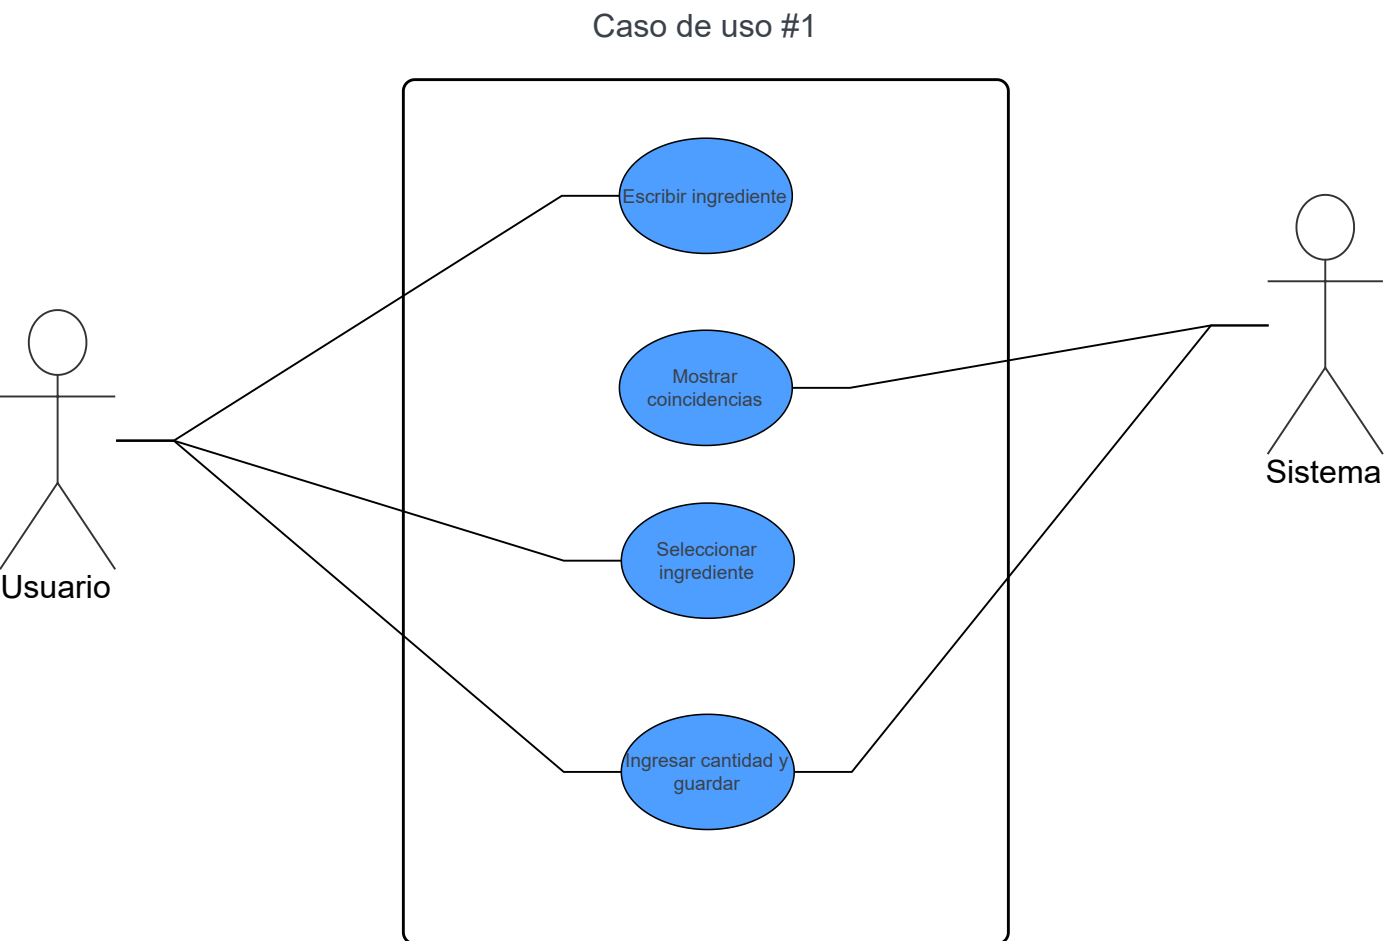 Caso de uso #1
Escribir ingrediente
Mostrar
coincidencias
Sistema
Seleccionar
ingrediente
Usuario
Ingresar cantidad y
guardar